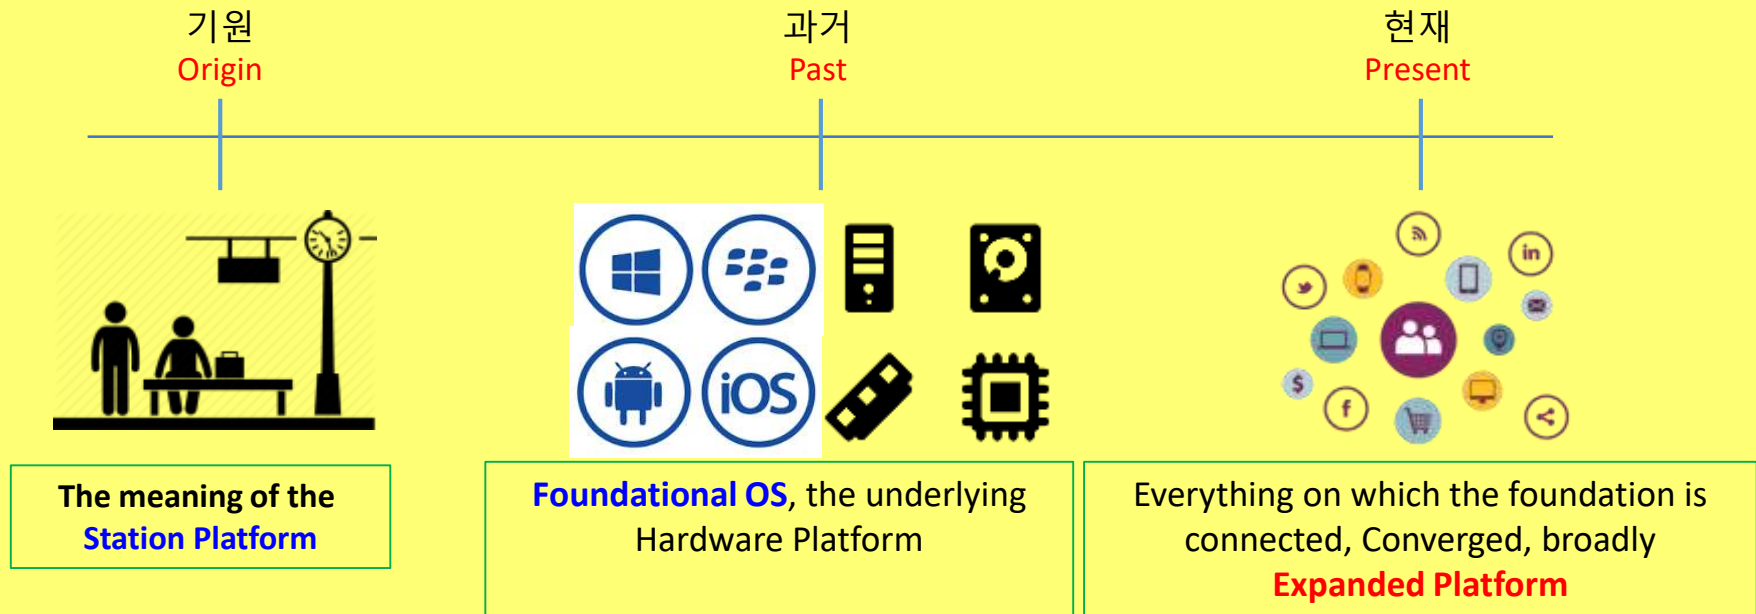 기원
Origin
과거
Past
현재
Present
iOS
in
$
f
The meaning of the
Station Platform
Foundational OS, the underlying
Hardware Platform
Everything on which the foundation is
connected, Converged, broadly
Expanded Platform